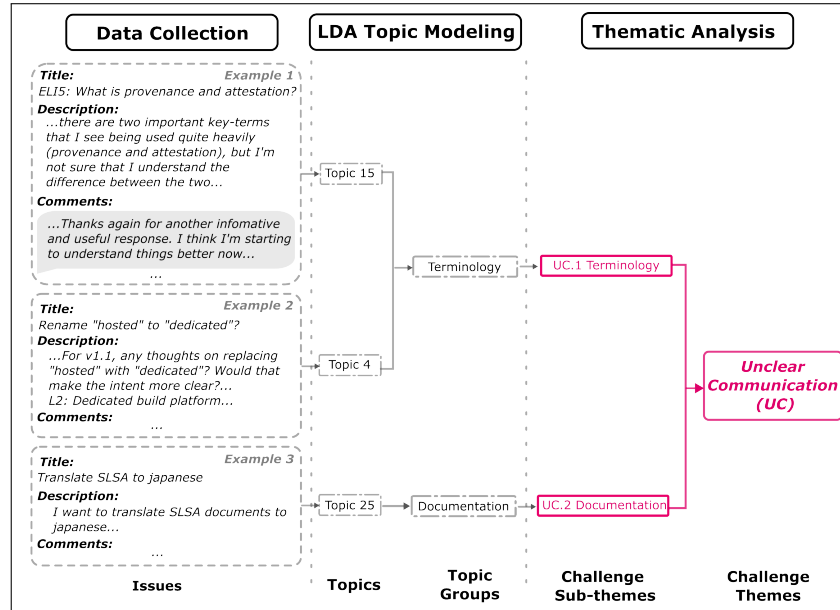 Data Collection
LDA Topic Modeling
Thematic Analysis
Title:
Example 1
ELI5: What is provenance and attestation?
Description:
...there are two important key-terms
that I see being used quite heavily
(provenance and attestation), but I'm
not sure that I understand the
difference between the two...
Comments:
...Thanks again for another infomative
and useful response. I think I'm starting
to understand things better now...
...
Example 2
Title:
Rename "hosted" to "dedicated"?
Description:
...For v1.1, any thoughts on replacing
"hosted" with "dedicated"? Would that
make the intent more clear?...
L2: Dedicated build platform...
Comments:
...
Example 3
Title:
Translate SLSA to japanese
Description:
I want to translate SLSA documents to
japanese...
Comments:
...
Topic 15
Topic 4
Topic 25
Terminology
Documentation
UC.1 Terminology
UC.2 Documentation
Unclear
Communication
(UC)
Issues
Topics
Topic
Groups
Challenge
Sub-themes
Challenge
Themes